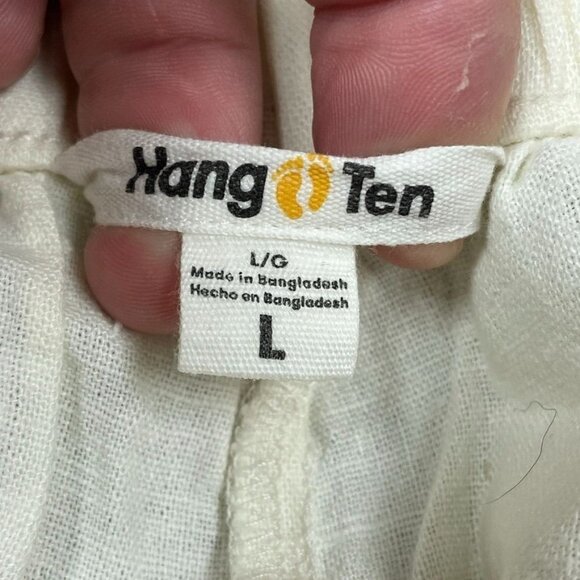 Hang Ten
L/G
Made in Bangladesh
Hecho en Bangladesh
L